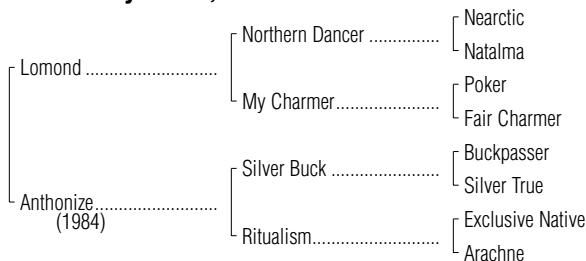 Nearctic
Northern Dancer ...............
Natalma
Lomond ............................
Poker
My Charmer......................
Fair Charmer
Buckpasser
Silver Buck .......................
Silver True
Anthonize..........................
(1984)
Exclusive Native
Ritualism...........................
Arachne